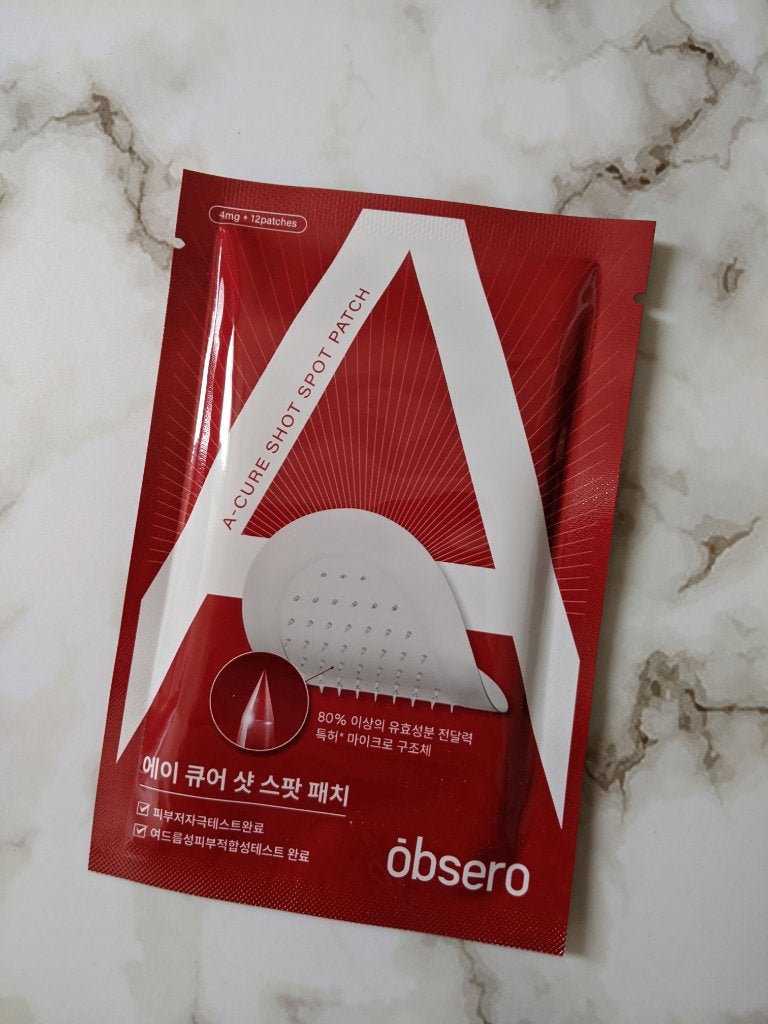 4mg * 12patches
A-CURE SHOT SPOT PATCH
80% 이상의 유효성분 전달력
특허* 마이크로 구조체
에이 큐어 샷 스팟 패치
피부저자극테스트완료
여드름성피부적합성테스트 완료
ōbsero